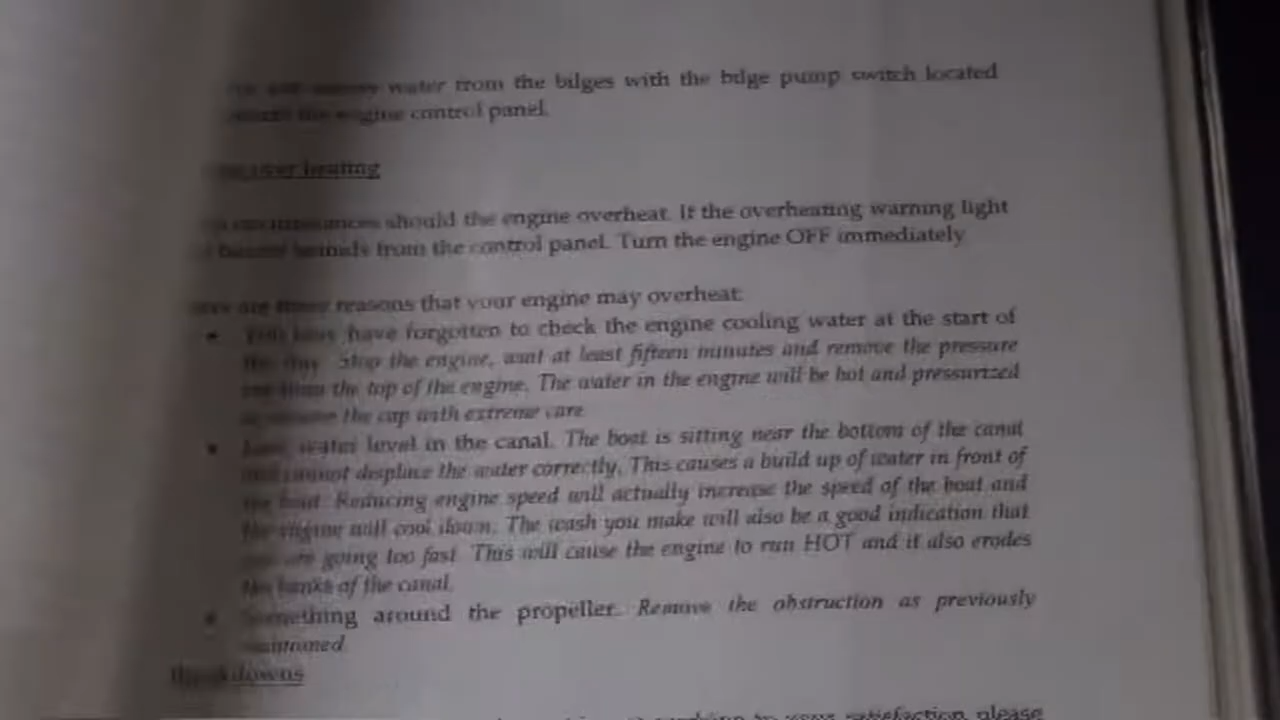 water from the bilges with the bilge pump switch located
the engine control panel.
over heating
circumstances should the engine overheat. If the overheating warning light
sounds from the control panel. Turn the engine OFF immediately
are three reasons that your engine may overheat:
• You may have forgotten to check the engine cooling water at the start of
the day. Stop the engine, wait at least fifteen minutes and remove the pressure
from the top of the engine. The water in the engine will be hot and pressurized
remove the cap with extreme care
• Low water level in the canal. The boat is sitting near the bottom of the canal
and cannot displace the water correctly. This causes a build up of water in front of
the boat. Reducing engine speed will actually increase the speed of the boat and
the engine will cool down. The wash you make will also be a good indication that
you are going too fast. This will cause the engine to run HOT and it also erodes
the banks of the canal.
• Something around the propeller. Remove the obstruction as previously
Breakdowns
to your satisfaction, please